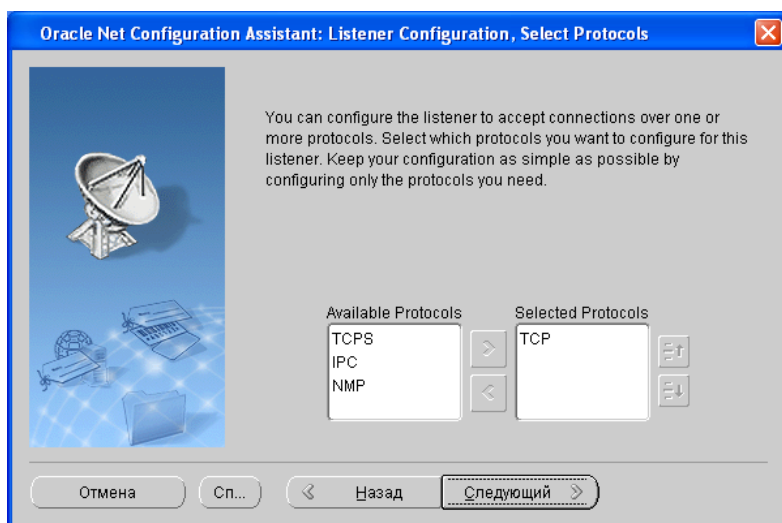 Oracle Net Configuration Assistant: Listener Configuration, Select Protocols
You can configure the listener to accept connections over one or
more protocols. Select which protocols you want to configure for this
listener. Keep your configuration as simple as possible by
configuring only the protocols you need.
Available Protocols
TCPS
IPC
NMP
Selected Protocols
TCP
Отмена
Сп...
Назад
Следующий